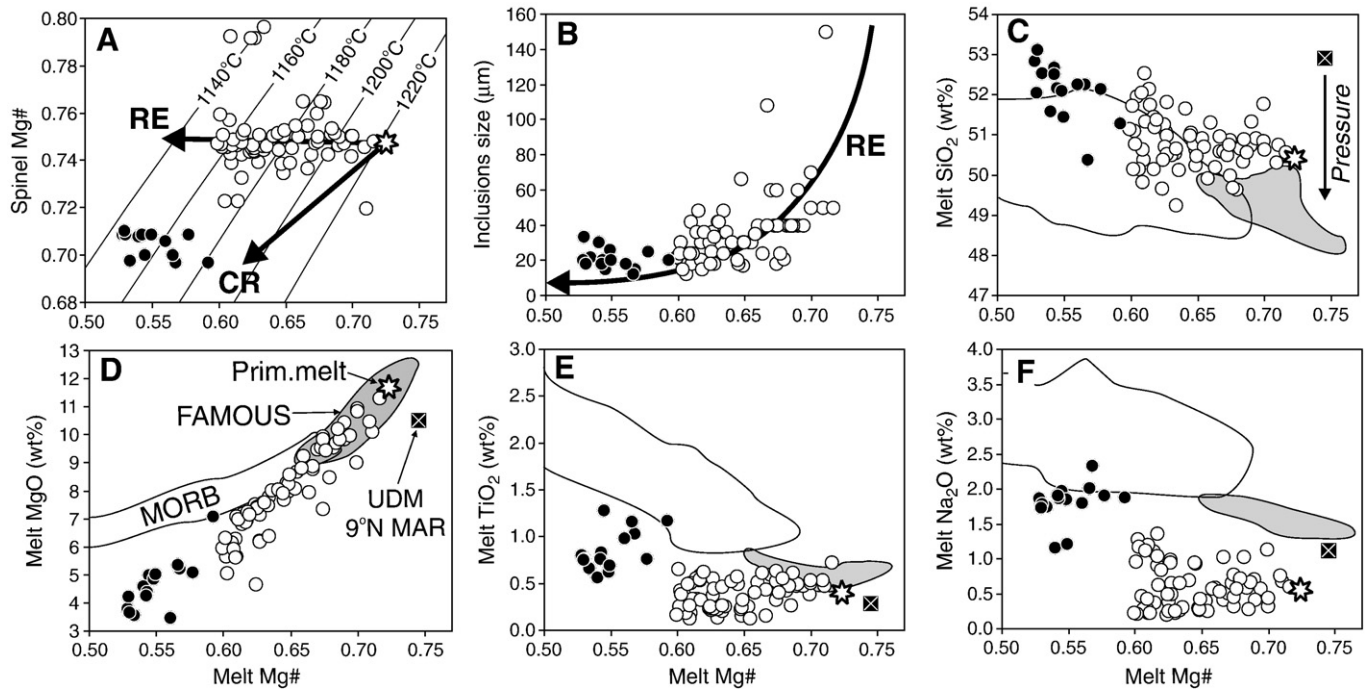 A
0.80
0.78
0.76
0.74
0.72
0.70
0.68
Spinel Mg#
1140°C
1160°C
1180°C
1200°C
1220°C
RE
CR
0.50
0.55
0.60
0.65
0.70
B
160
140
120
100
80
60
40
20
0
Inclusions size (µm)
RE
0.50
0.55
0.60
0.65
0.70
0.75
C
54
53
52
51
50
49
47
Melt SiO₂ (wt%)
Pressure
0.50
0.55
0.60
0.65
0.70
0.75
D
13
12
11
10
9
8
7
6
5
4
3
Melt MgO (wt%)
Prim.melt
FAMOUS
MORB
UDM
9°N MAR
0.50
0.55
0.60
0.65
0.70
0.75
Melt Mg#
E
3.0
2.5
2.0
1.5
1.0
0.5
0.0
Melt TiO₂ (wt%)
0.50
0.55
0.60
0.65
0.70
0.75
Melt Mg#
F
4.0
3.5
3.0
2.5
2.0
1.5
1.0
0.5
0.0
Melt Na₂O (wt%)
0.50
0.55
0.60
0.65
0.70
0.75
Melt Mg#